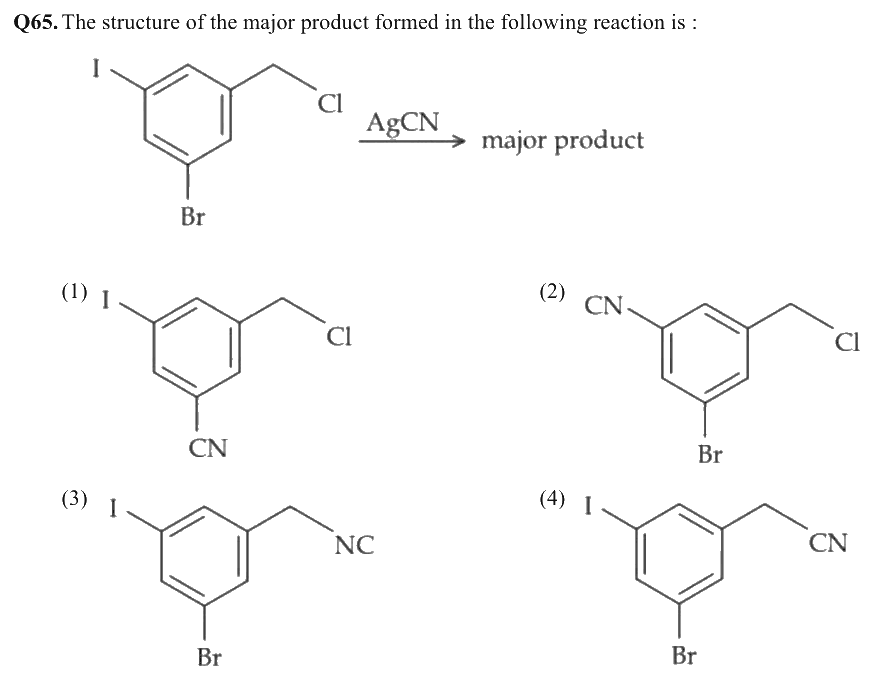 Q65. The structure of the major product formed in the following reaction is :
I
Cl
AgCN
major product
Br
(1) I
Cl
CN
(2) CN
Cl
Br
(3) I
NC
Br
(4) I
CN
Br